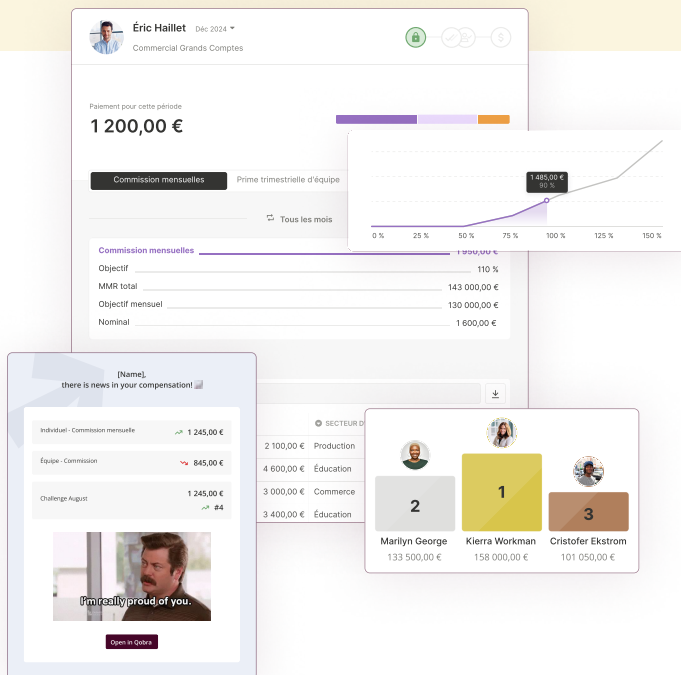 Éric Haillet Déc 2024
Commercial Grands Comptes
$
Paiement pour cette période
1 200,00 €
Commission mensuelles Prime trimestrielle d'équipe
Tous les mois
1 485,00 €
90 %
0 % 25 % 50 % 75 % 100 % 125 % 150 %
Commission mensuelles 1 950,00 €
Objectif 110 %
MMR total 143 000,00 €
Objectif mensuel 130 000,00 €
Nominal 1 600,00 €
[Name],
there is news in your compensation!
Individuel - Commission mensuelle 1 245,00 €
Équipe - Commission 845,00 €
Challenge August 1 245,00 €
#4
I'm really proud of you.
Open in Qobra
SECTEUR
2 100,00 € Production
4 600,00 € Éducation
3 000,00 € Commerce
3 400,00 € Éducation
2
1
3
Marilyn George Kierra Workman Cristofer Ekstrom
133 500,00 € 158 000,00 € 101 050,00 €